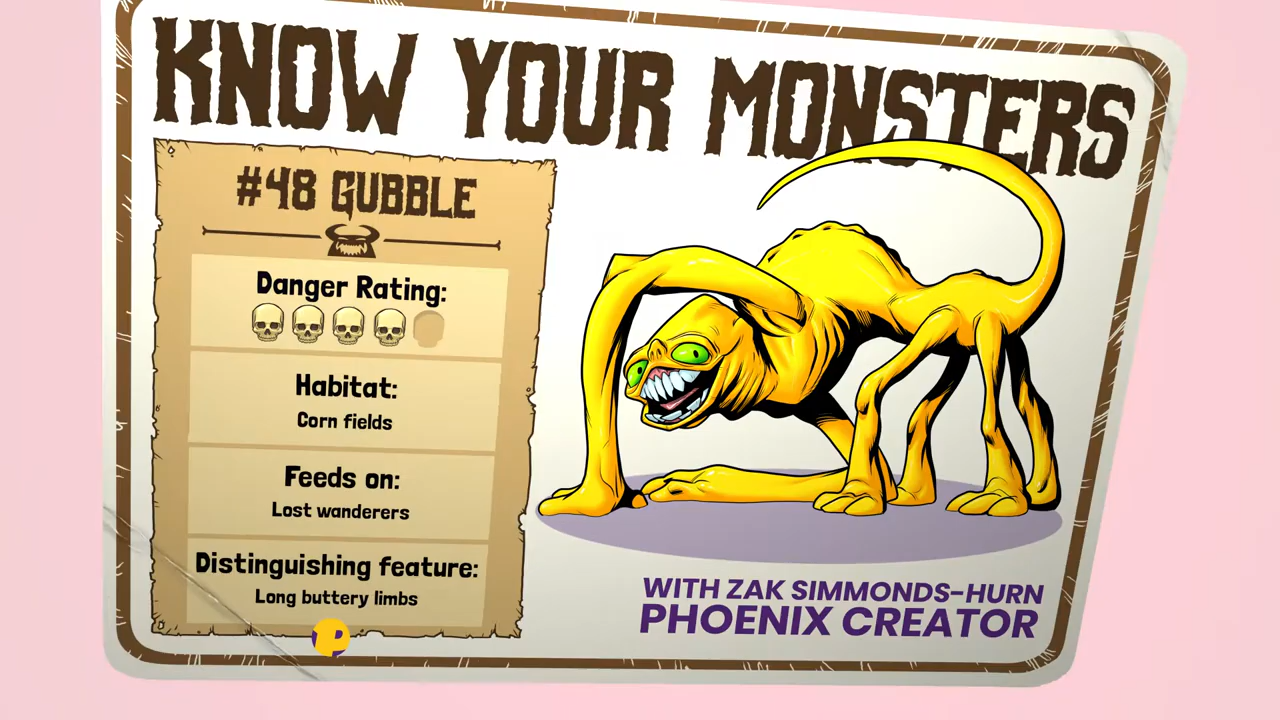 KNOW YOUR MONSTERS
#48 GUBBLE
Danger Rating:
Habitat:
Corn fields
Feeds on:
Lost wanderers
Distinguishing feature:
Long buttery limbs
P
WITH ZAK SIMMONDS-HURN
PHOENIX CREATOR